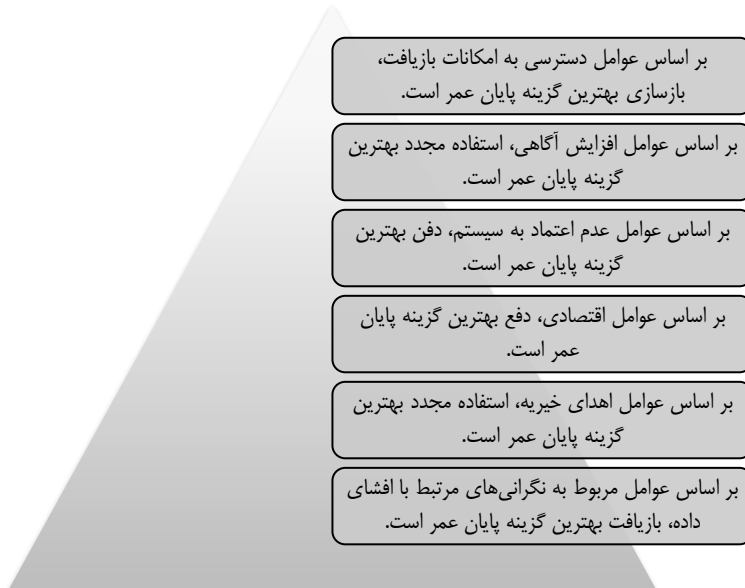 بر اساس عوامل دسترسی به امکانات بازیافت،
بازسازی بهترین گزینه پایان عمر است.
بر اساس عوامل افزایش آگاهی، استفاده مجدد بهترین
گزینه پایان عمر است.
بر اساس عوامل عدم اعتماد به سیستم، دفن بهترین
گزینه پایان عمر است.
بر اساس عوامل اقتصادی، دفع بهترین گزینه پایان
عمر است.
بر اساس عوامل اهدای خیریه، استفاده مجدد بهترین
گزینه پایان عمر است.
بر اساس عوامل مربوط به نگرانی‌های مرتبط با افشای
داده، بازیافت بهترین گزینه پایان عمر است.